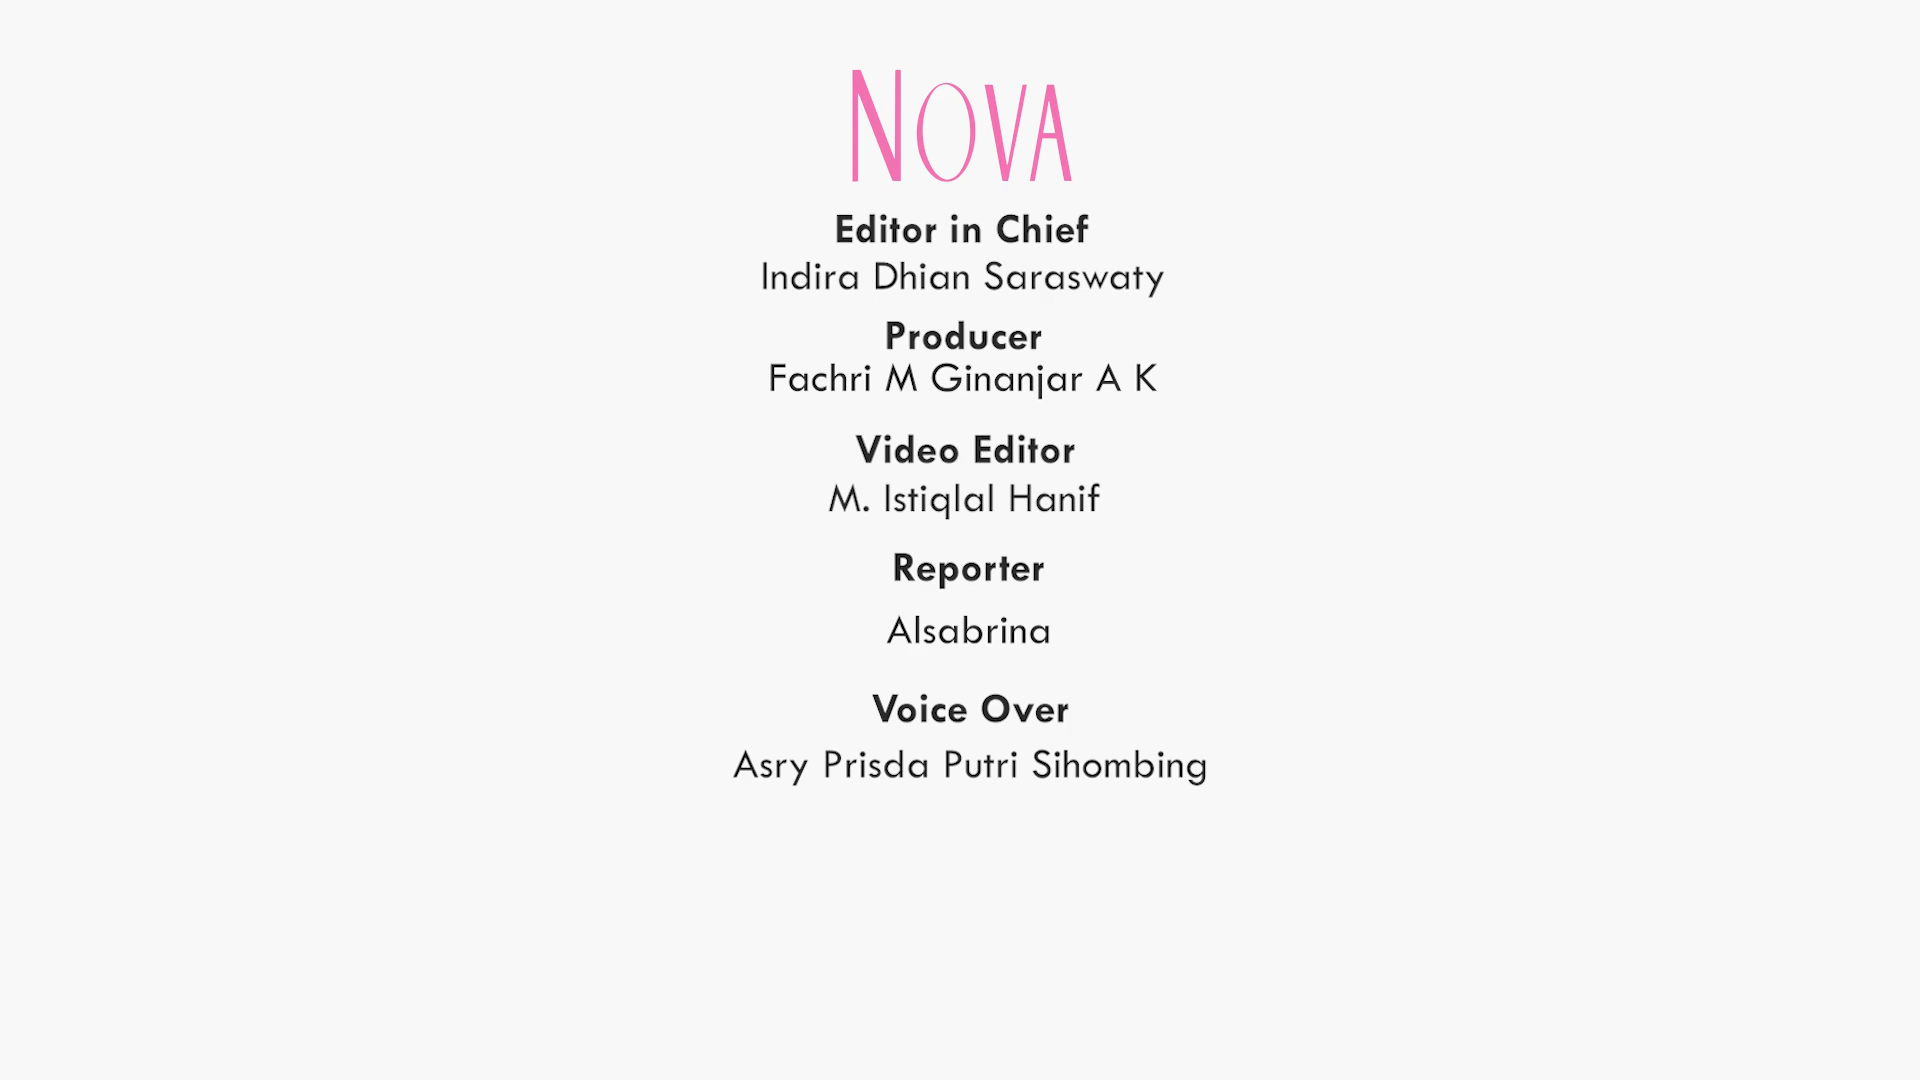 NOVA
Editor in Chief
Indira Dhian Saraswaty
Producer
Fachri M Ginanjar A K
Video Editor
M. Istiqlal Hanif
Reporter
Alsabrina
Voice Over
Asry Prisda Putri Sihombing